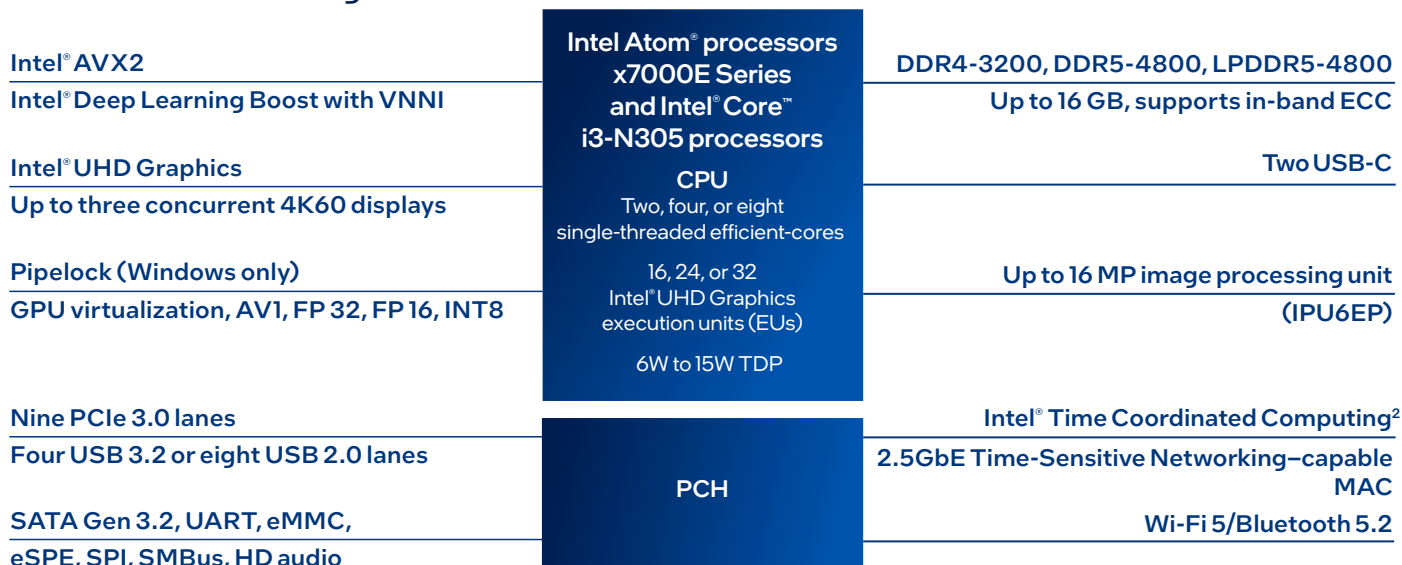 Intel® AVX2
Intel® Deep Learning Boost with VNNI
Intel® UHD Graphics
Up to three concurrent 4K60 displays
Pipelock (Windows only)
GPU virtualization, AV1, FP 32, FP 16, INT8
Nine PCIe 3.0 lanes
Four USB 3.2 or eight USB 2.0 lanes
SATA Gen 3.2, UART, eMMC,
eSPE, SPI, SMBus, HD audio
Intel Atom® processors
x7000E Series
and Intel® Core™
i3-N305 processors
CPU
Two, four, or eight
single-threaded efficient-cores
16, 24, or 32
Intel® UHD Graphics
execution units (EUs)
6W to 15W TDP
PCH
DDR4-3200, DDR5-4800, LPDDR5-4800
Up to 16 GB, supports in-band ECC
Two USB-C
Up to 16 MP image processing unit
(IPU6EP)
Intel® Time Coordinated Computing²
2.5GbE Time-Sensitive Networking–capable
MAC
Wi-Fi 5/Bluetooth 5.2